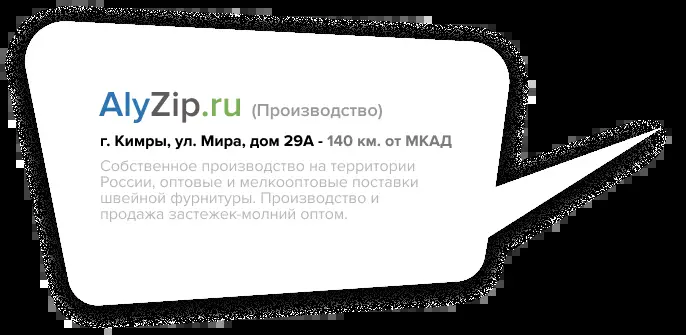 AlyZip.ru (Производство)
г. Кимры, ул. Мира, дом 29А - 140 км. от МКАД
Собственное производство на территории
России, оптовые и мелкооптовые поставки
швейной фурнитуры. Производство и
продажа застежек-молний оптом.